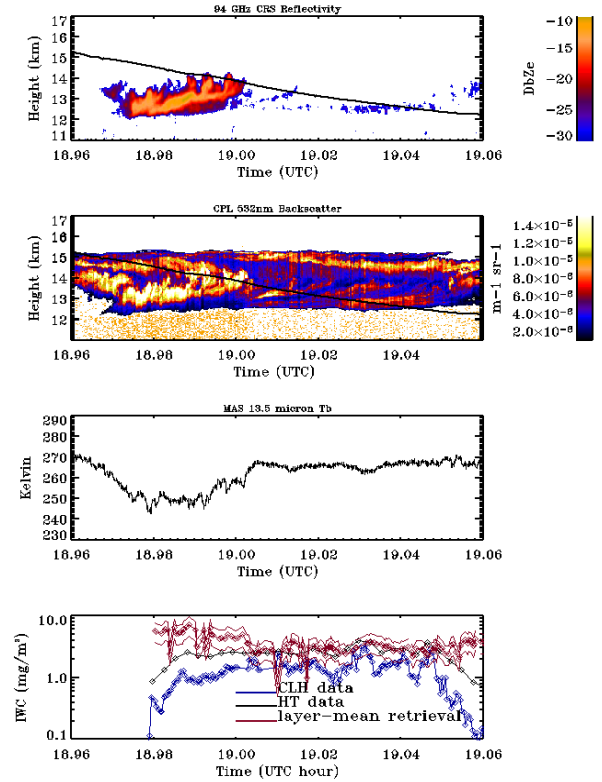 94 GHz CRS Reflectivity
17
16
15
14
13
12
11
Height (km)
18.96 18.98 19.00 19.02 19.04 19.06
Time (UTC)
-10
-15
-20
-25
-30
DbZe
CPL 532nm Backscatter
17
16
15
14
13
12
Height (km)
18.96 18.98 19.00 19.02 19.04 19.06
Time (UTC)
1.4×10-5
1.2×10-5
1.0×10-5
8.0×10-6
6.0×10-6
4.0×10-6
2.0×10-6
m-1 sr-1
MAS 13.5 micron Tb
290
280
270
260
250
240
230
Kelvin
18.96 18.98 19.00 19.02 19.04 19.06
Time (UTC)
10.0
1.0
0.1
IWC (mg/m3)
CLH data
HT data
layer-mean retrieval
18.96 18.98 19.00 19.02 19.04 19.06
Time (UTC hour)